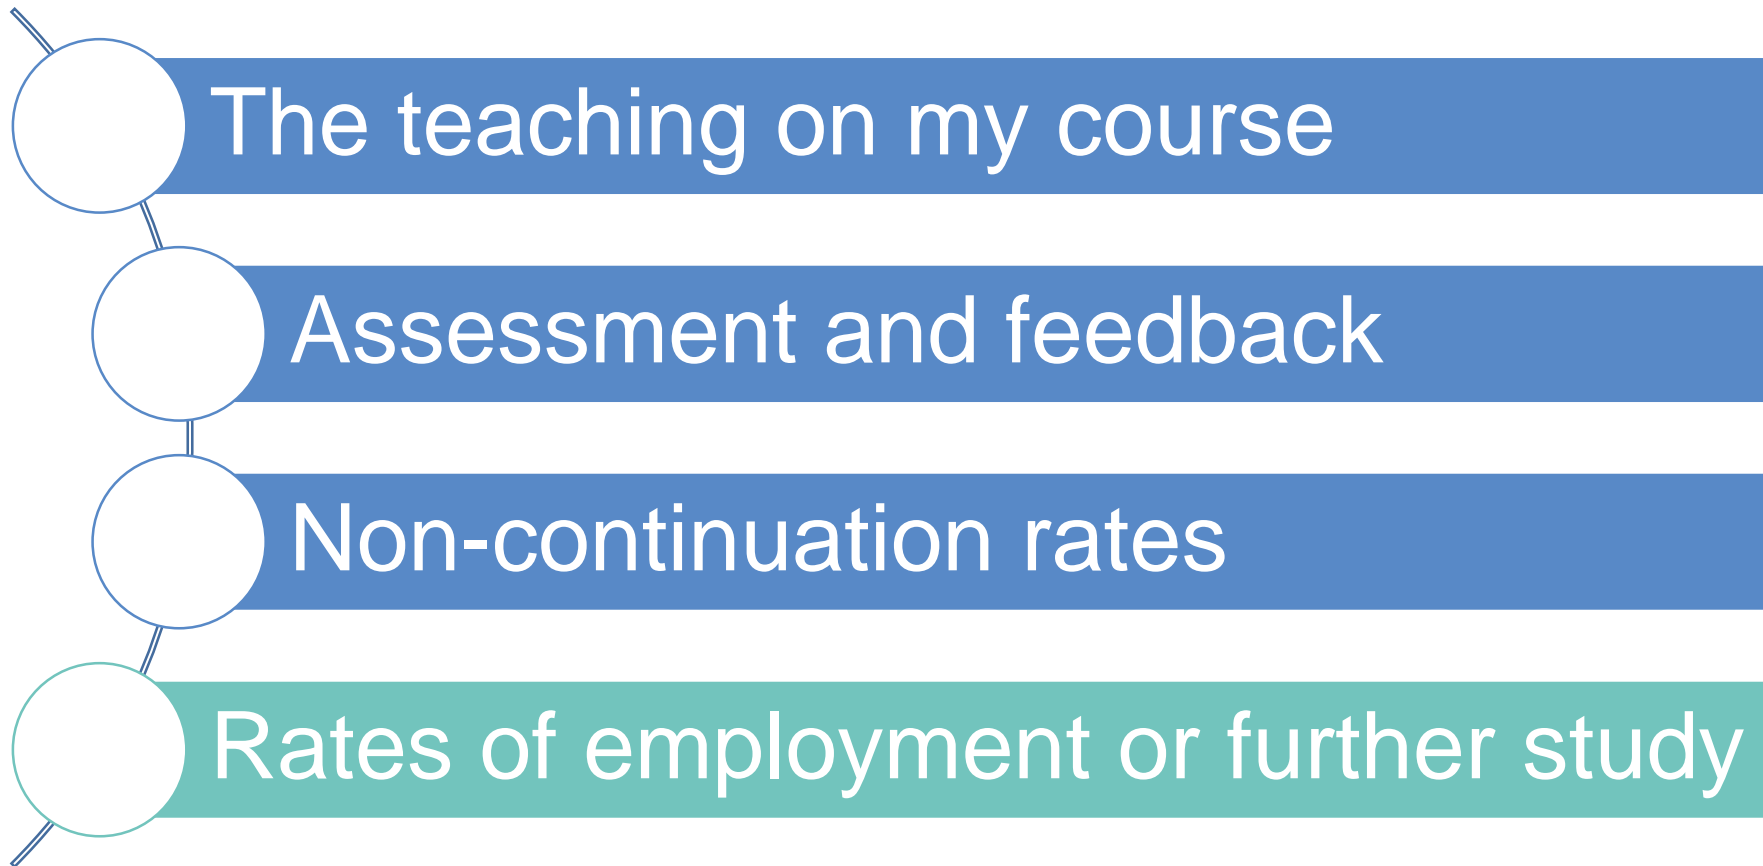 The teaching on my course
Assessment and feedback
Non-continuation rates
Rates of employment or further study